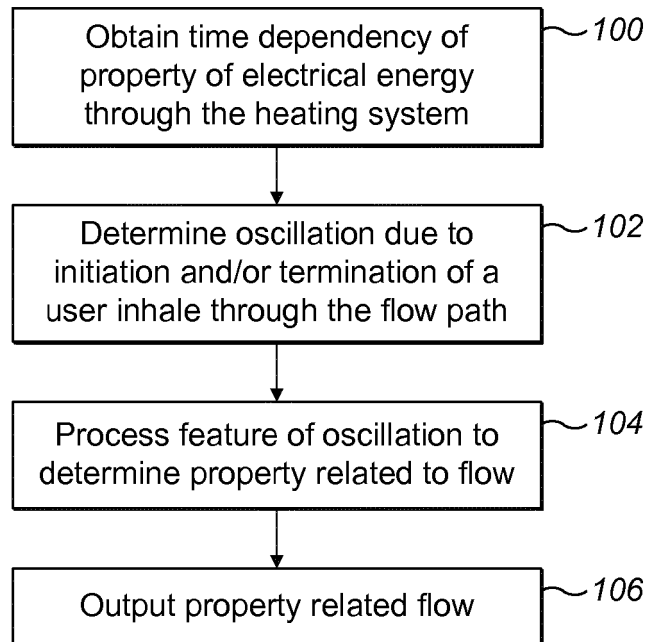 Obtain time dependency of
property of electrical energy
through the heating system
100
Determine oscillation due to
initiation and/or termination of a
user inhale through the flow path
102
Process feature of oscillation to
determine property related to flow
104
Output property related flow
106